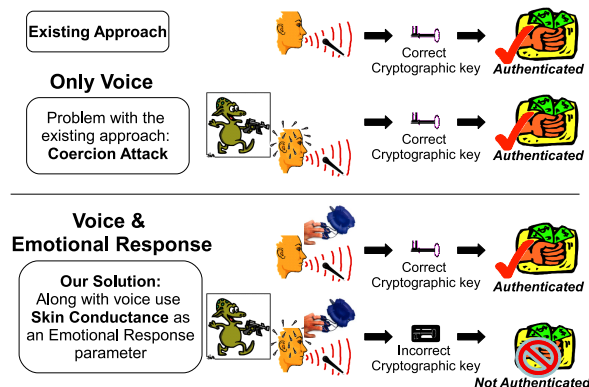 Existing Approach
Correct
Cryptographic key
Authenticated
Only Voice
Problem with the
existing approach:
Coercion Attack
Correct
Cryptographic key
Authenticated
Voice &
Emotional Response
Correct
Cryptographic key
Authenticated
Our Solution:
Along with voice use
Skin Conductance as
an Emotional Response
parameter
Incorrect
Cryptographic key
Not Authenticated